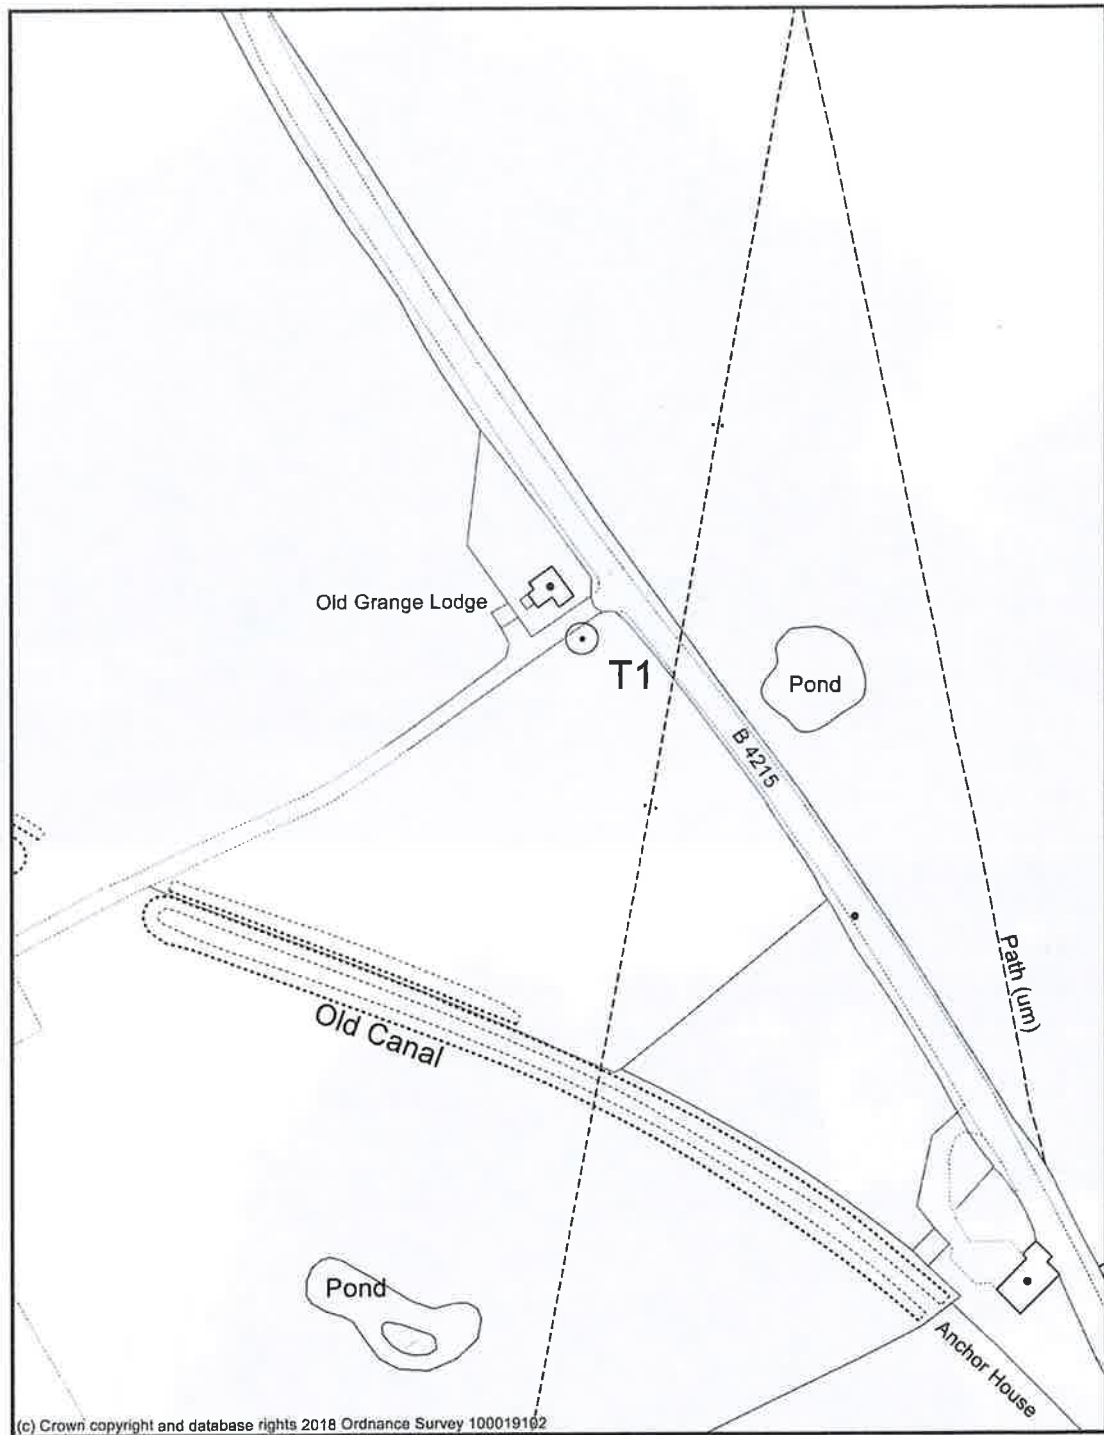 Old Grange Lodge
T1
Pond
B 4215
Path (um)
Old Canal
Pond
Anchor House
(c) Crown copyright and database rights 2018 Ordnance Survey 100019102